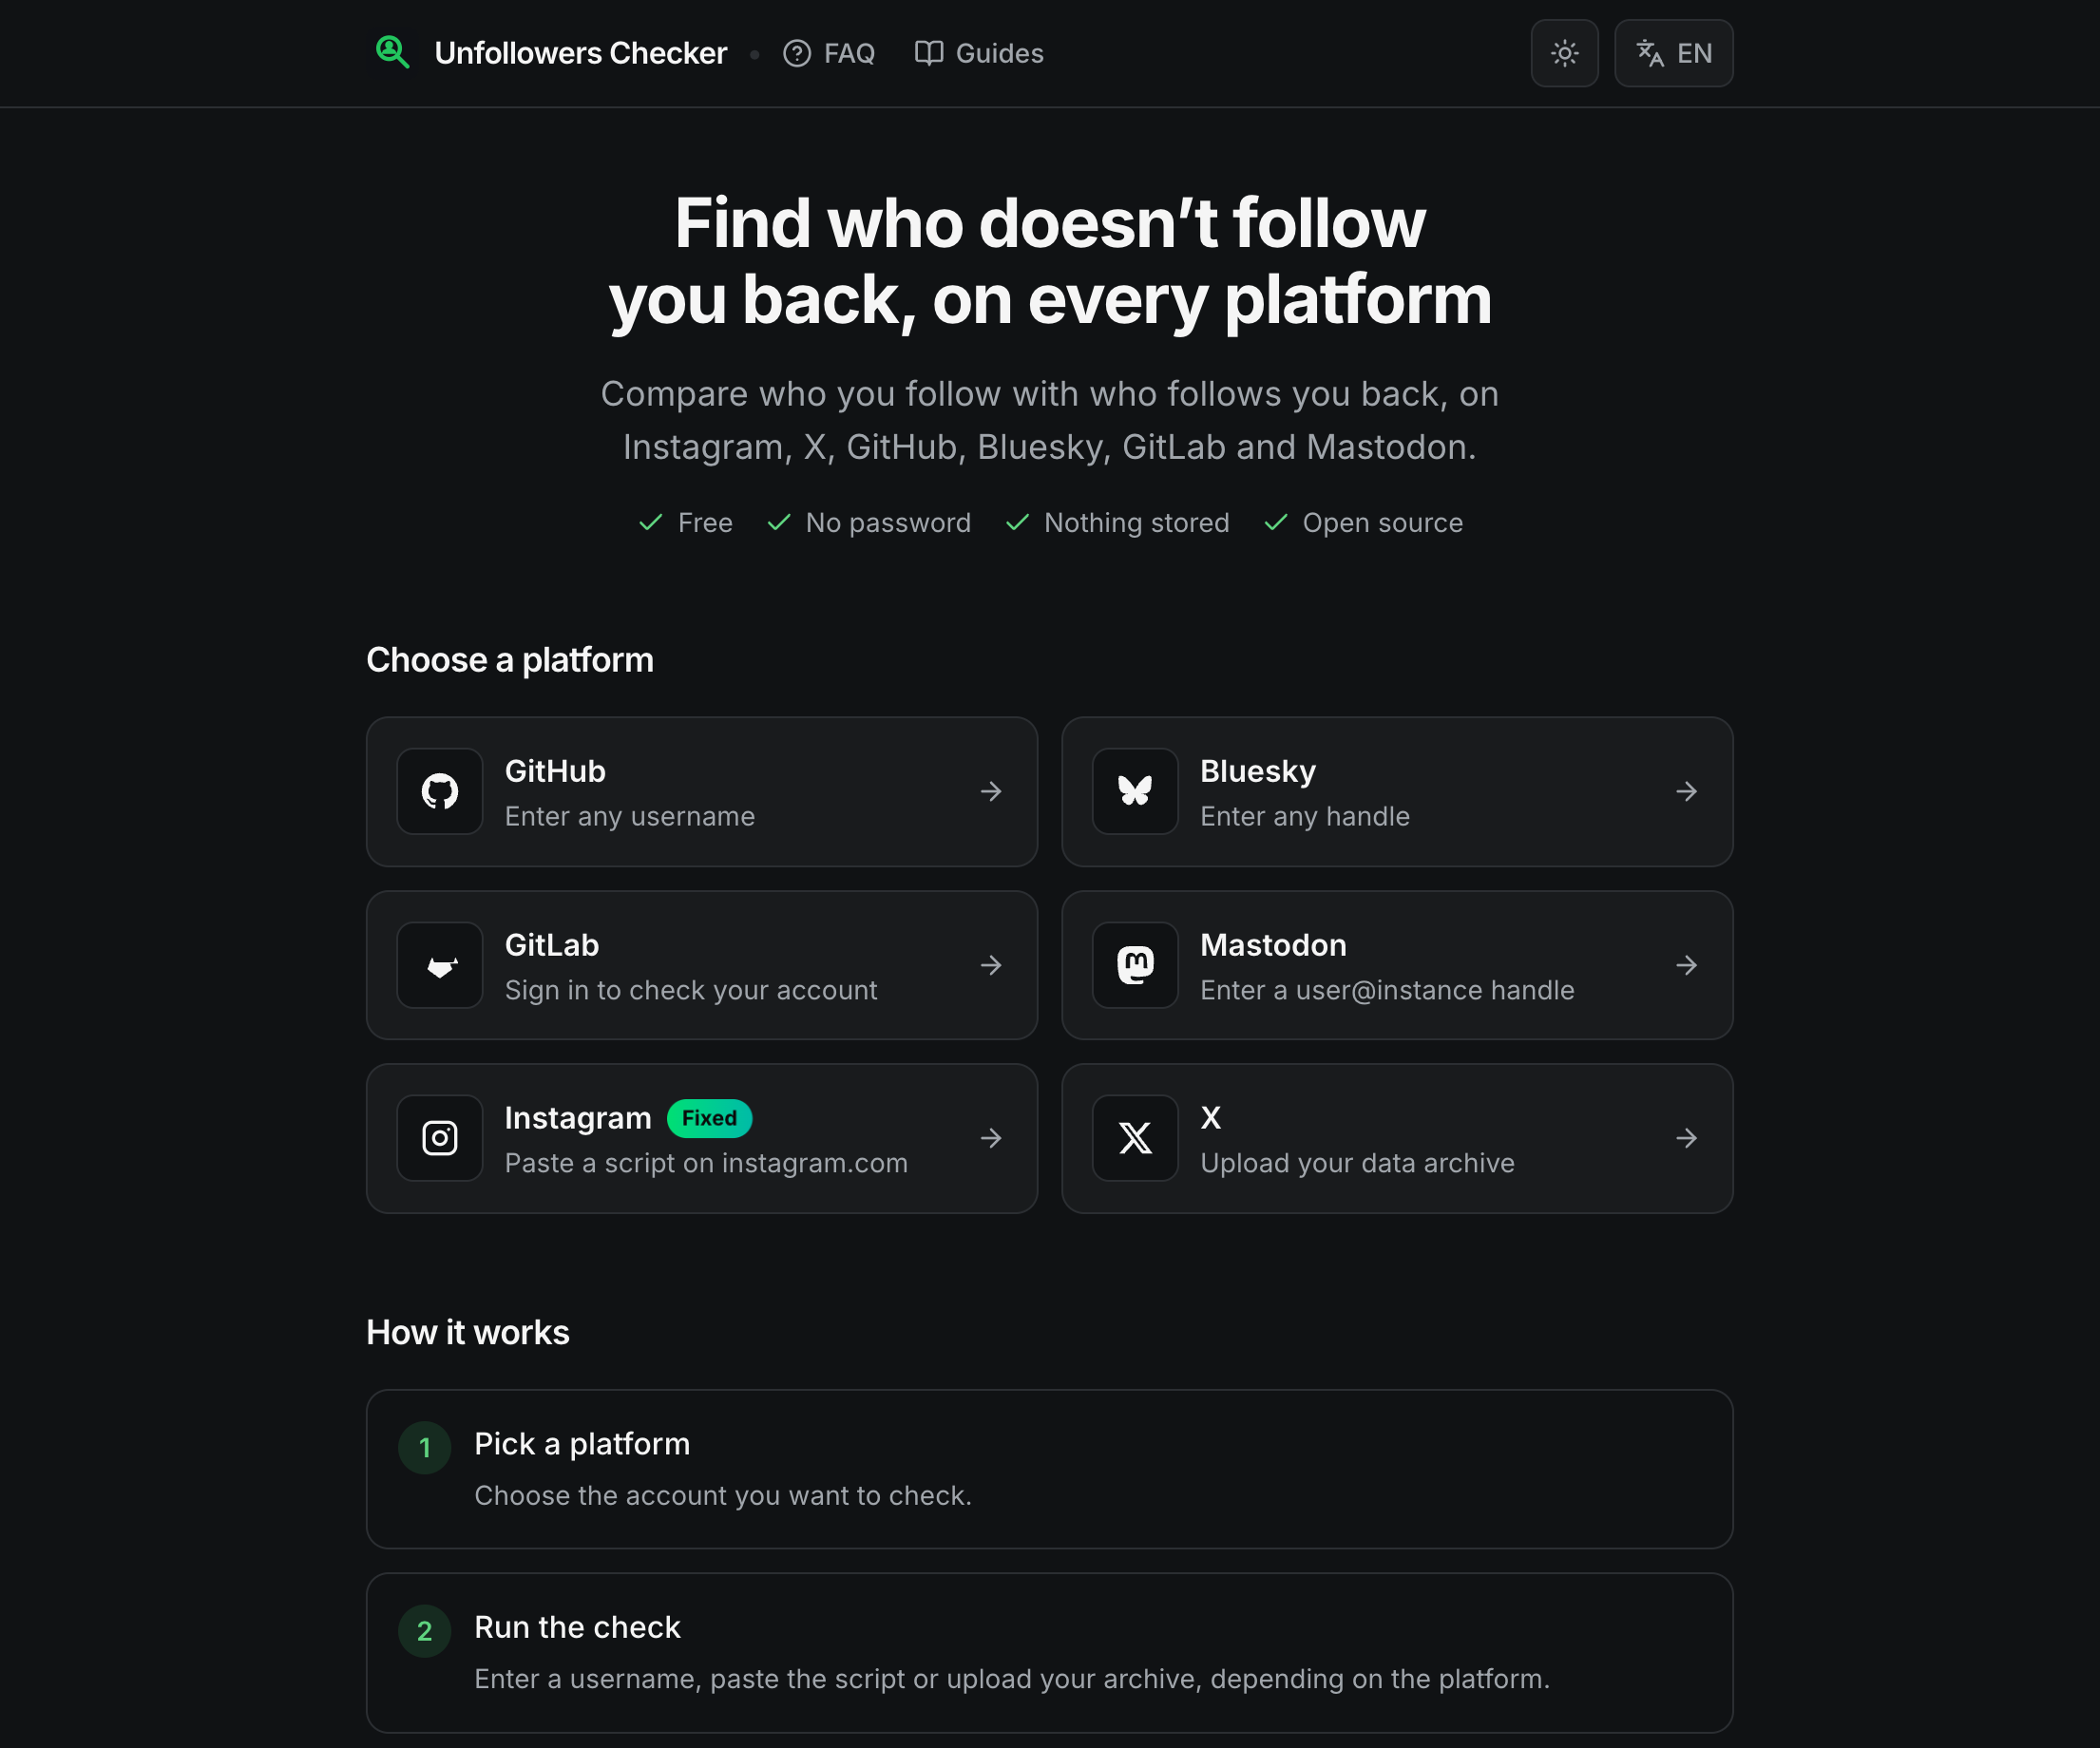 Unfollowers Checker
FAQ
Guides
EN
Find who doesn’t follow
you back, on every platform
Compare who you follow with who follows you back, on
Instagram, X, GitHub, Bluesky, GitLab and Mastodon.
Free
No password
Nothing stored
Open source
Choose a platform
GitHub
Enter any username
Bluesky
Enter any handle
GitLab
Sign in to check your account
Mastodon
Enter a user@instance handle
Instagram Fixed
Paste a script on instagram.com
X
Upload your data archive
How it works
1 Pick a platform
Choose the account you want to check.
2 Run the check
Enter a username, paste the script or upload your archive, depending on the platform.